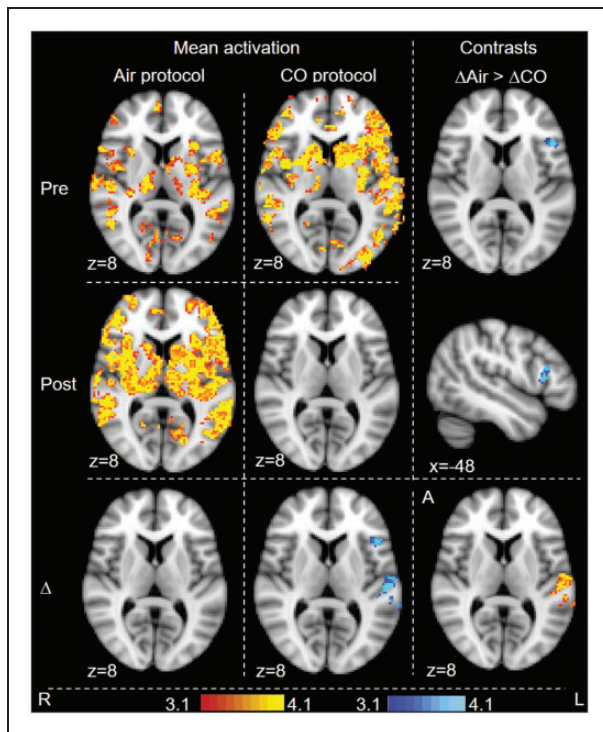 Mean activation Contrasts
Air protocol CO protocol ΔAir > ΔCO
Pre
z=8 z=8 z=8
Post
z=8 z=8 x=-48
A
Δ
z=8 z=8 z=8
R 3.1 4.1 3.1 4.1 L